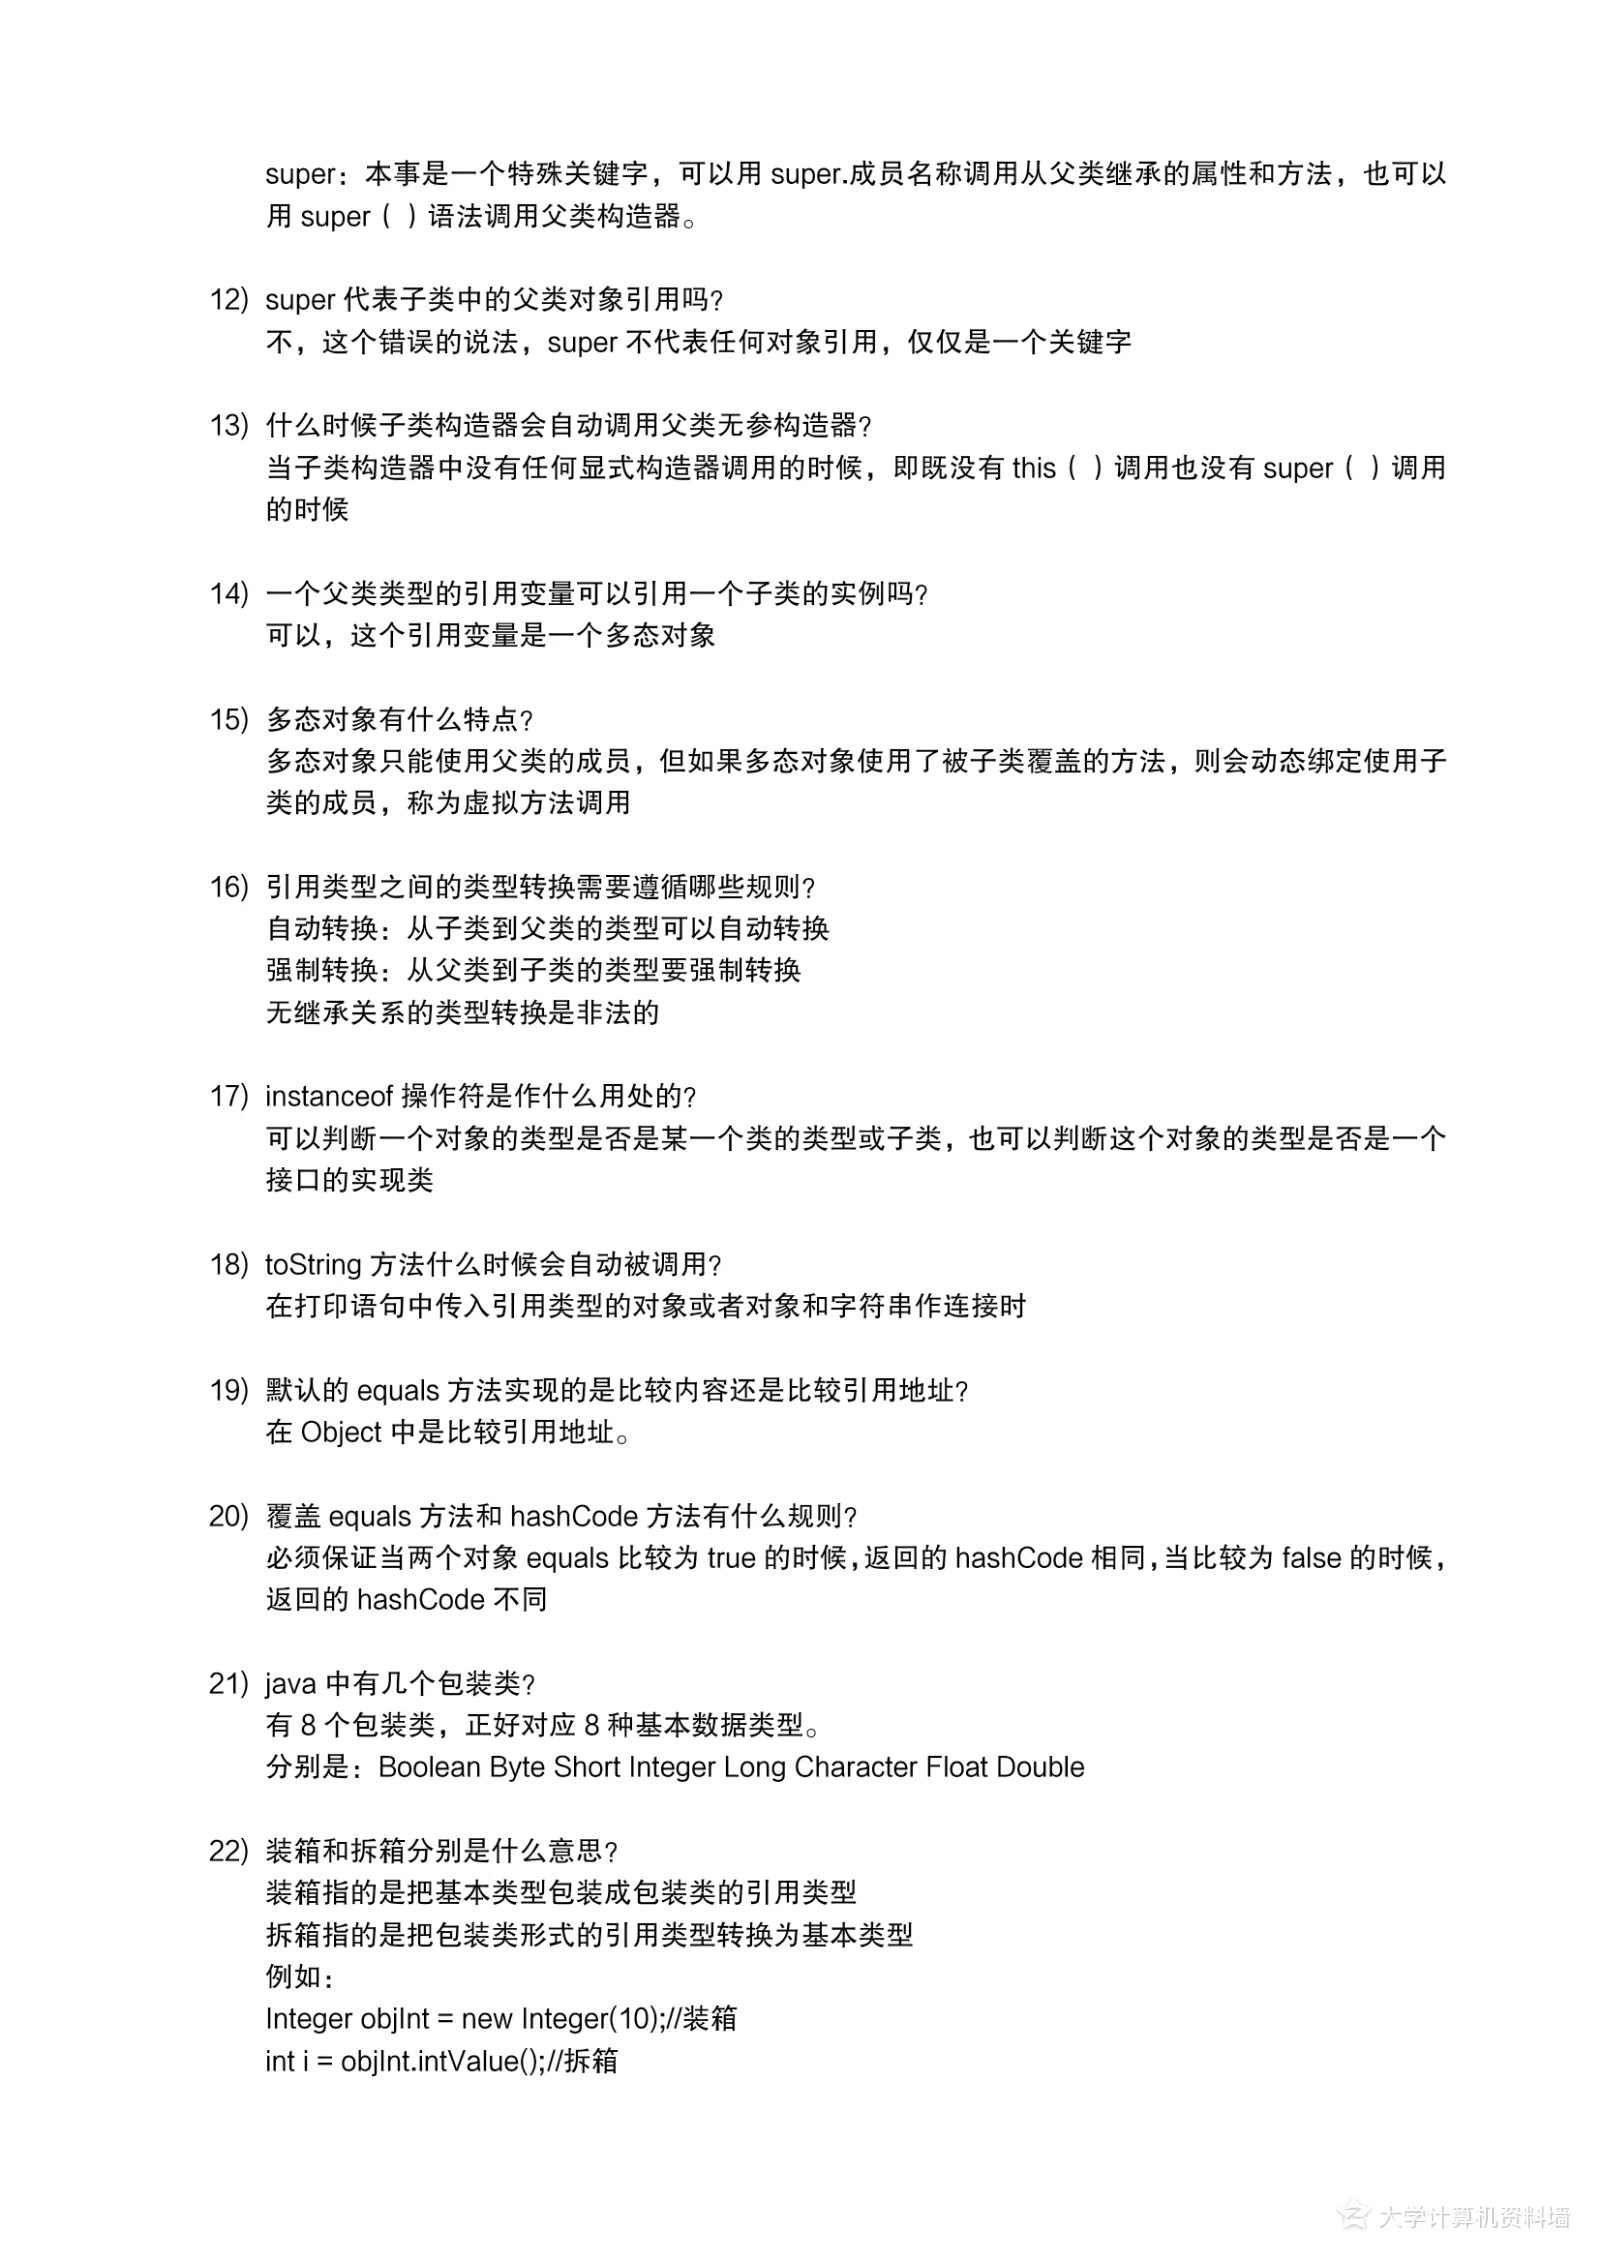 super：本事是一个特殊关键字，可以用 super.成员名称调用从父类继承的属性和方法，也可以
用 super（ ）语法调用父类构造器。
12) super 代表子类中的父类对象引用吗？
不，这个错误的说法，super 不代表任何对象引用，仅仅是一个关键字
13) 什么时候子类构造器会自动调用父类无参构造器？
当子类构造器中没有任何显式构造器调用的时候，即既没有 this（ ）调用也没有 super（ ）调用
的时候
14) 一个父类类型的引用变量可以引用一个子类的实例吗？
可以，这个引用变量是一个多态对象
15) 多态对象有什么特点？
多态对象只能使用父类的成员，但如果多态对象使用了被子类覆盖的方法，则会动态绑定使用子
类的成员，称为虚拟方法调用
16) 引用类型之间的类型转换需要遵循哪些规则？
自动转换：从子类到父类的类型可以自动转换
强制转换：从父类到子类的类型要强制转换
无继承关系的类型转换是非法的
17) instanceof 操作符是作什么用处的？
可以判断一个对象的类型是否是某一个类的类型或子类，也可以判断这个对象的类型是否是一个
接口的实现类
18) toString 方法什么时候会自动被调用？
在打印语句中传入引用类型的对象或者对象和字符串作连接时
19) 默认的 equals 方法实现的是比较内容还是比较引用地址？
在 Object 中是比较引用地址。
20) 覆盖 equals 方法和 hashCode 方法有什么规则？
必须保证当两个对象 equals 比较为 true 的时候，返回的 hashCode 相同，当比较为 false 的时候，
返回的 hashCode 不同
21) java 中有几个包装类？
有 8 个包装类，正好对应 8 种基本数据类型。
分别是：Boolean Byte Short Integer Long Character Float Double
22) 装箱和拆箱分别是什么意思？
装箱指的是把基本类型包装成包装类的引用类型
拆箱指的是把包装类形式的引用类型转换为基本类型
例如：
Integer objInt = new Integer(10);//装箱
int i = objInt.intValue();//拆箱
大学计算机资料墙